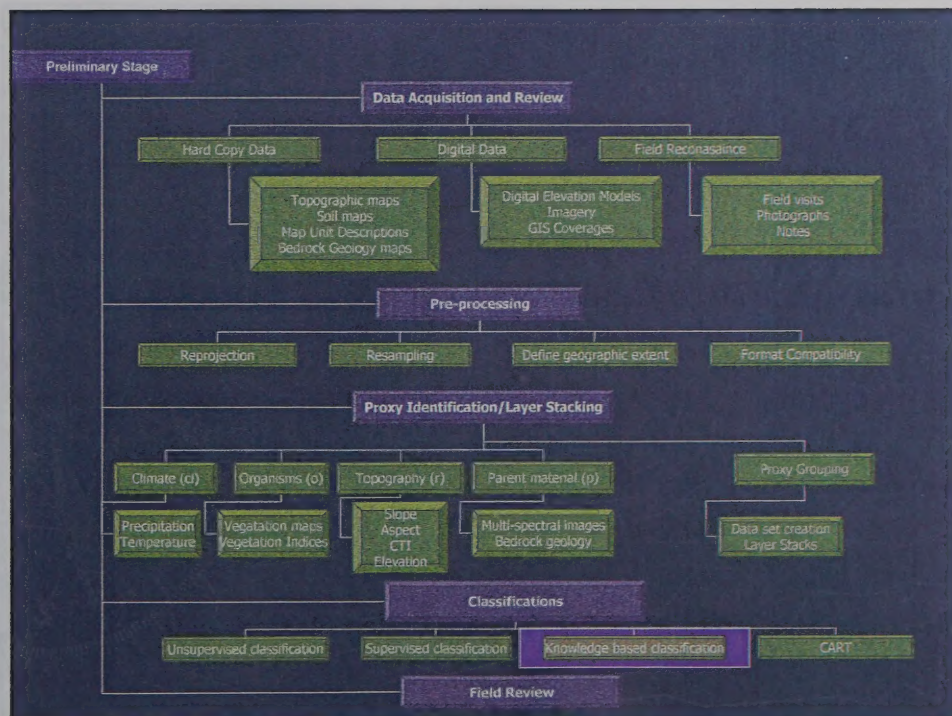 Preliminary Stage
Data Acquisition and Review
Hard Copy Data
Digital Data
Field Reconasaince
Topographic maps
Soil maps
Map Unit Descriptions
Bedrock Geology maps
Digital Elevation Models
Imagery
GIS Coverages
Field visits
Photographs
Notes
Pre-processing
Reprojection
Resampling
Define geographic extent
Format Compatibility
Proxy Identification/Layer Stacking
Climate (cl)
Organisms (o)
Topography (r)
Parent material (p)
Proxy Grouping
Precipitation
Temperature
Vegatation maps
Vegetation Indices
Slope
Aspect
CTI
Elevation
Multi-spectral images
Bedrock geology
Data set creation
Layer Stacks
Classifications
Unsupervised classification
Supervised classification
Knowledge based classification
CART
Field Review